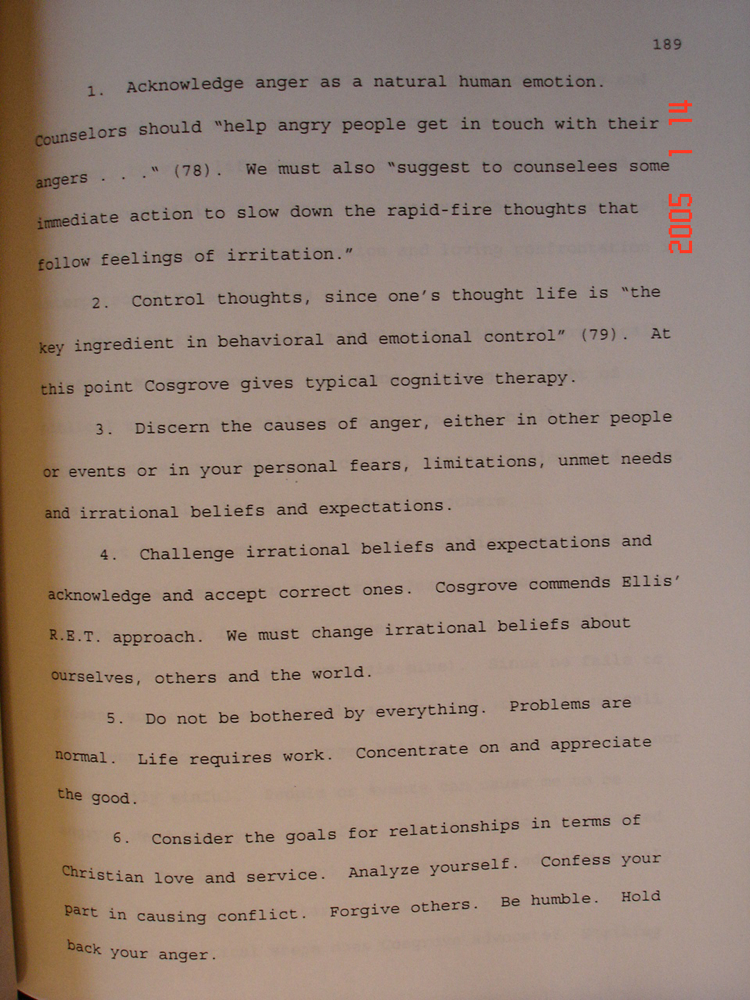 189
1. Acknowledge anger as a natural human emotion.
Counselors should "help angry people get in touch with their
angers . . ." (78). We must also "suggest to counselees some
immediate action to slow down the rapid-fire thoughts that
follow feelings of irritation."
2. Control thoughts, since one's thought life is "the
key ingredient in behavioral and emotional control" (79). At
this point Cosgrove gives typical cognitive therapy.
3. Discern the causes of anger, either in other people
or events or in your personal fears, limitations, unmet needs
and irrational beliefs and expectations.
4. Challenge irrational beliefs and expectations and
acknowledge and accept correct ones. Cosgrove commends Ellis'
R.E.T. approach. We must change irrational beliefs about
ourselves, others and the world.
5. Do not be bothered by everything. Problems are
normal. Life requires work. Concentrate on and appreciate
the good.
6. Consider the goals for relationships in terms of
Christian love and service. Analyze yourself. Confess your
part in causing conflict. Forgive others. Be humble. Hold
back your anger.
2005 1 14